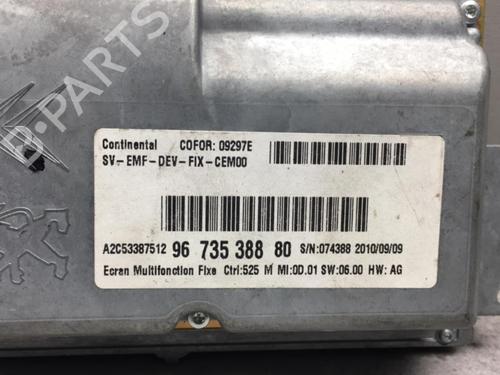 B-PARTS
Continental COFOR: 09297E
SV-EMF-DEV-FIX-CEM00
A2C53387512 96 735 388 80 S/N:074388 2010/09/09
Ecran Multifonction Fixe Ctrl:525 M MI:0D.01 SW:06.00 HW: AG